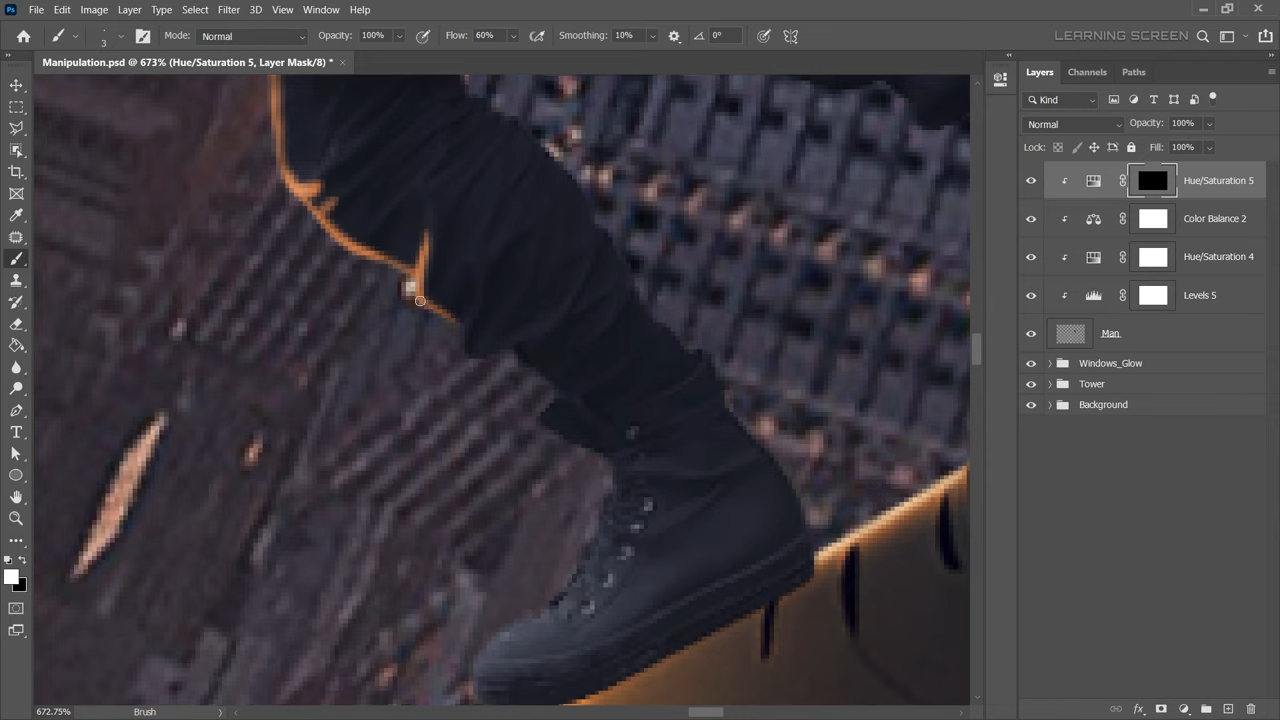 Ps File Edit Image Layer Type Select Filter 3D View Window Help
3 Mode: Normal Opacity: 100% Flow: 60% Smoothing: 10% 0° LEARNING SCREEN
Manipulation.psd @ 673% (Hue/Saturation 5, Layer Mask/8) *
Layers Channels Paths
Kind
Normal Opacity: 100%
Lock: Fill: 100%
Hue/Saturation 5
Color Balance 2
Hue/Saturation 4
Levels 5
Man
Windows_Glow
Tower
Background
672.75% Brush